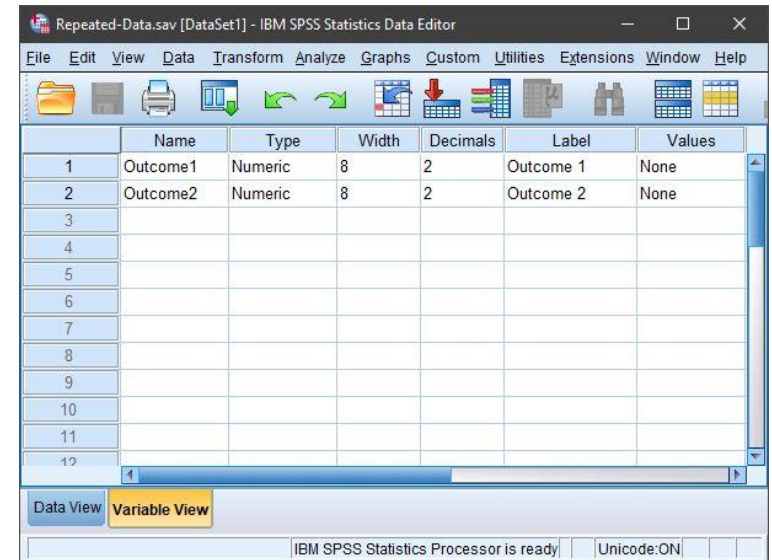 Repeated-Data.sav [DataSet1] - IBM SPSS Statistics Data Editor
File Edit View Data Transform Analyze Graphs Custom Utilities Extensions Window Help
Name Type Width Decimals Label Values
1 Outcome1 Numeric 8 2 Outcome 1 None
2 Outcome2 Numeric 8 2 Outcome 2 None
3
4
5
6
7
8
9
10
11
12
Data View Variable View
IBM SPSS Statistics Processor is ready Unicode:ON